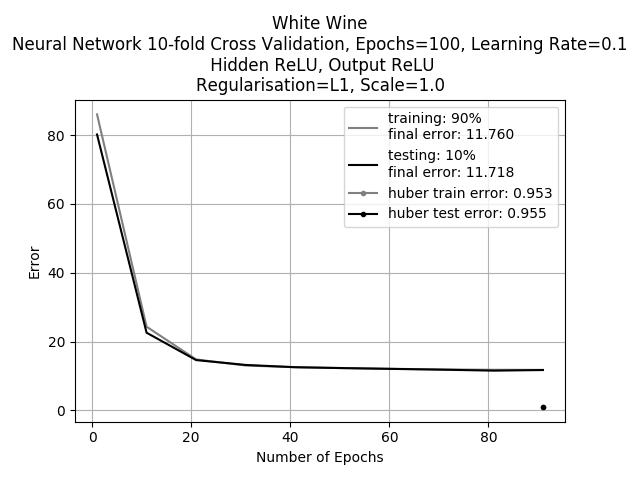 White Wine
Neural Network 10-fold Cross Validation, Epochs=100, Learning Rate=0.1
Hidden ReLU, Output ReLU
Regularisation=L1, Scale=1.0
training: 90%
final error: 11.760
testing: 10%
final error: 11.718
huber train error: 0.953
huber test error: 0.955
Error
80
60
40
20
0
0 20 40 60 80
Number of Epochs